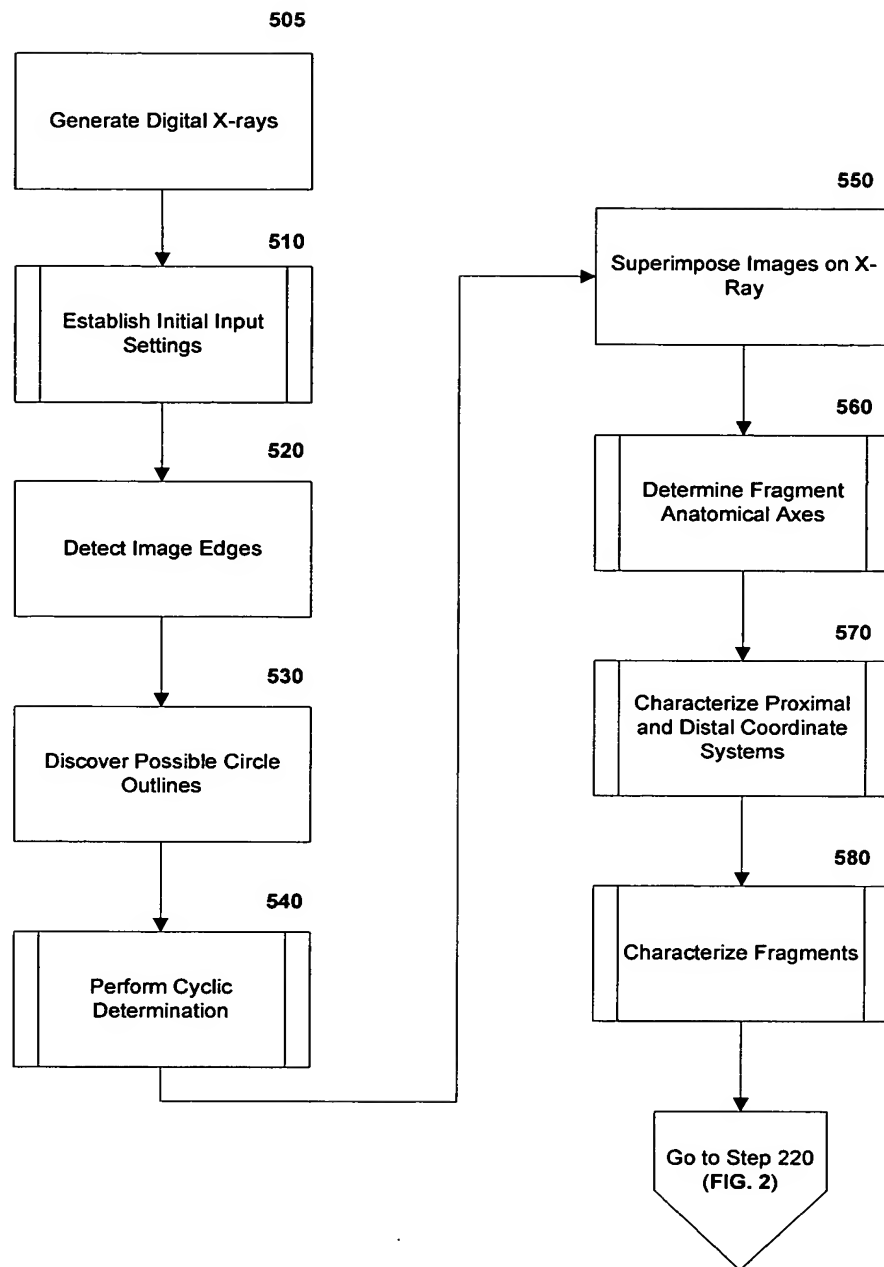 505
Generate Digital X-rays
510
Establish Initial Input
Settings
520
Detect Image Edges
530
Discover Possible Circle
Outlines
540
Perform Cyclic
Determination
550
Superimpose Images on X-
Ray
560
Determine Fragment
Anatomical Axes
570
Characterize Proximal
and Distal Coordinate
Systems
580
Characterize Fragments
Go to Step 220
(FIG. 2)